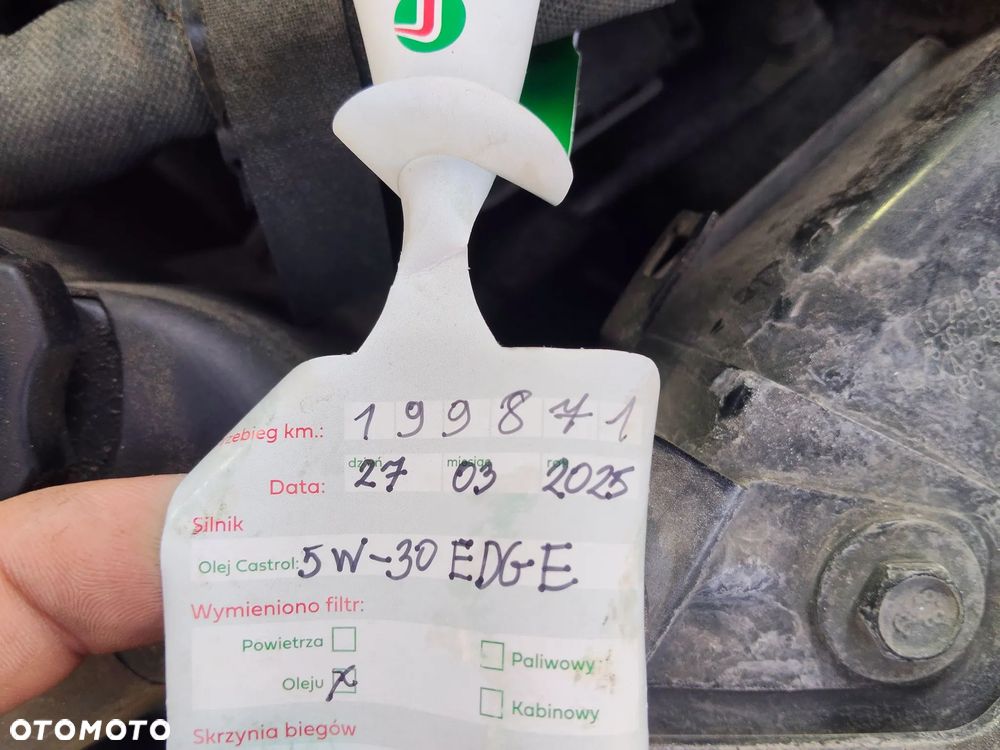 zebieg km.: 199871
dzień miesiąc rok
Data: 27 03 2025
Silnik
Olej Castrol: 5W-30 EDGE
Wymieniono filtr:
Powietrza
Paliwowy
Oleju x
Kabinowy
Skrzynia biegów
OTOMOTO